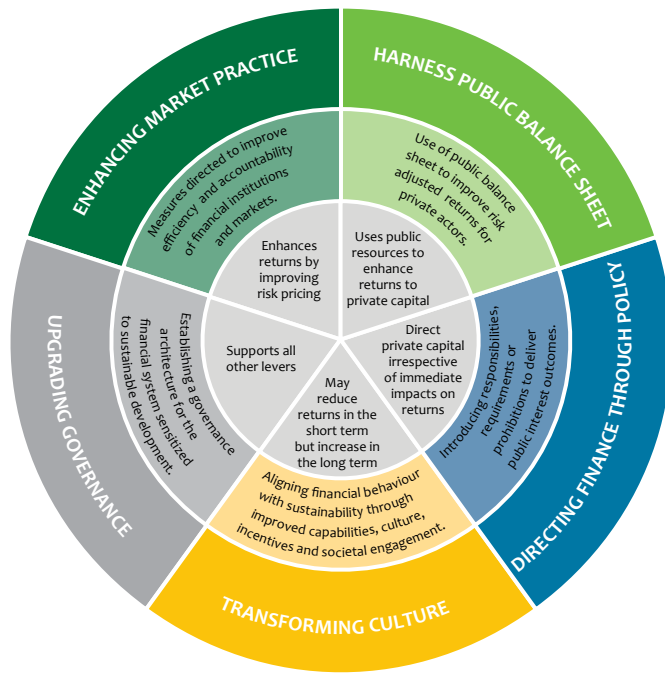 ENHANCING MARKET PRACTICE
Measures directed to improve
efficiency and accountability
of financial institutions
and markets.
Enhances
returns by
improving
risk pricing
HARNESS PUBLIC BALANCE SHEET
Use of public balance
sheet to improve risk
adjusted returns for
private actors.
Uses public
resources to
enhance
returns to
private capital
DIRECTING FINANCE THROUGH POLICY
Introducing responsibilities,
requirements or
prohibitions to deliver
public interest outcomes.
Direct
private capital
irrespective
of immediate
impacts on
returns
TRANSFORMING CULTURE
Aligning financial behaviour
with sustainability through
improved capabilities, culture,
incentives and societal engagement.
May
reduce
returns in the
short term
but increase in
the long term
UPGRADING GOVERNANCE
Establishing a governance
architecture for the
financial system sensitized
to sustainable development.
Supports all
other levers